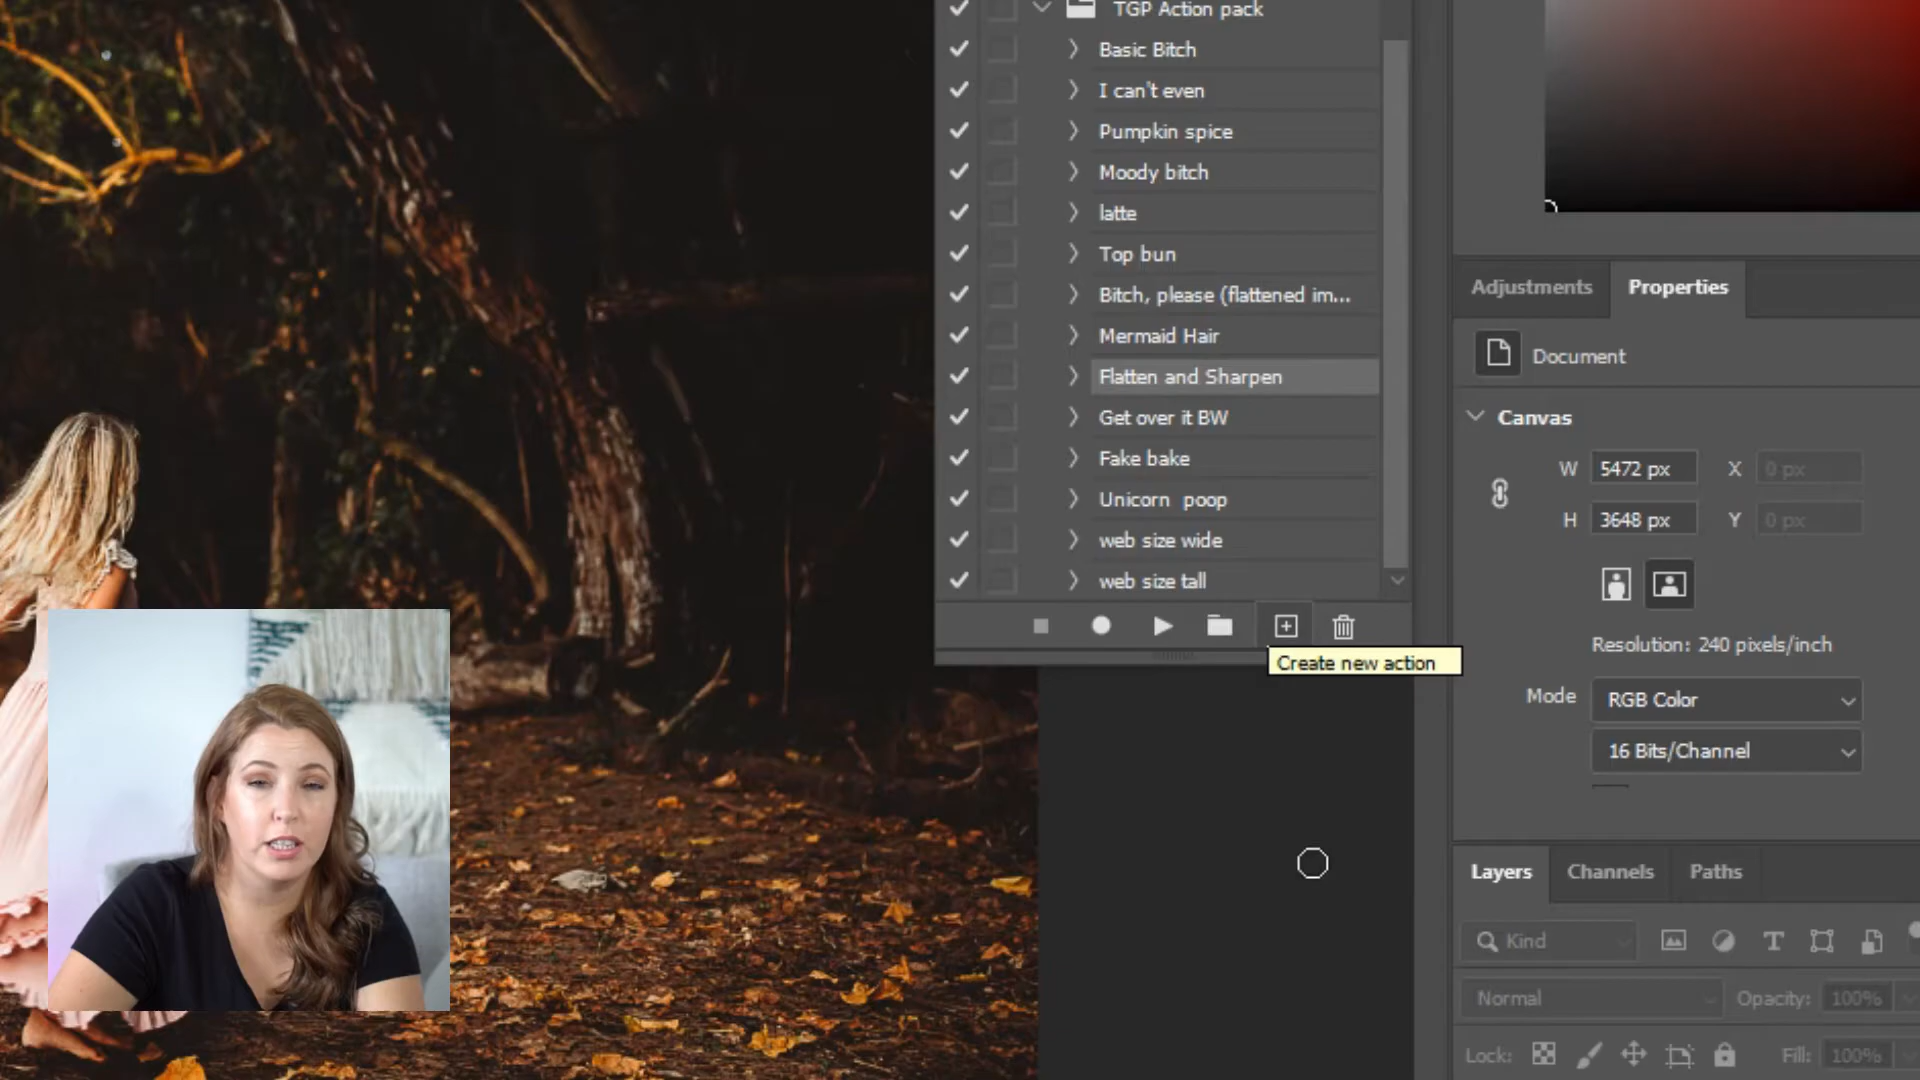 TGP Action pack
Basic Bitch
I can't even
Pumpkin spice
Moody bitch
latte
Top bun
Bitch, please (flattened im...
Mermaid Hair
Flatten and Sharpen
Get over it BW
Fake bake
Unicorn  poop
web size wide
web size tall
Create new action
Adjustments
Properties
Document
Canvas
W 5472 px X 0 px
H 3648 px Y 0 px
Resolution: 240 pixels/inch
Mode RGB Color
16 Bits/Channel
Layers Channels Paths
Kind
Normal Opacity: 100%
Lock: Fill: 100%